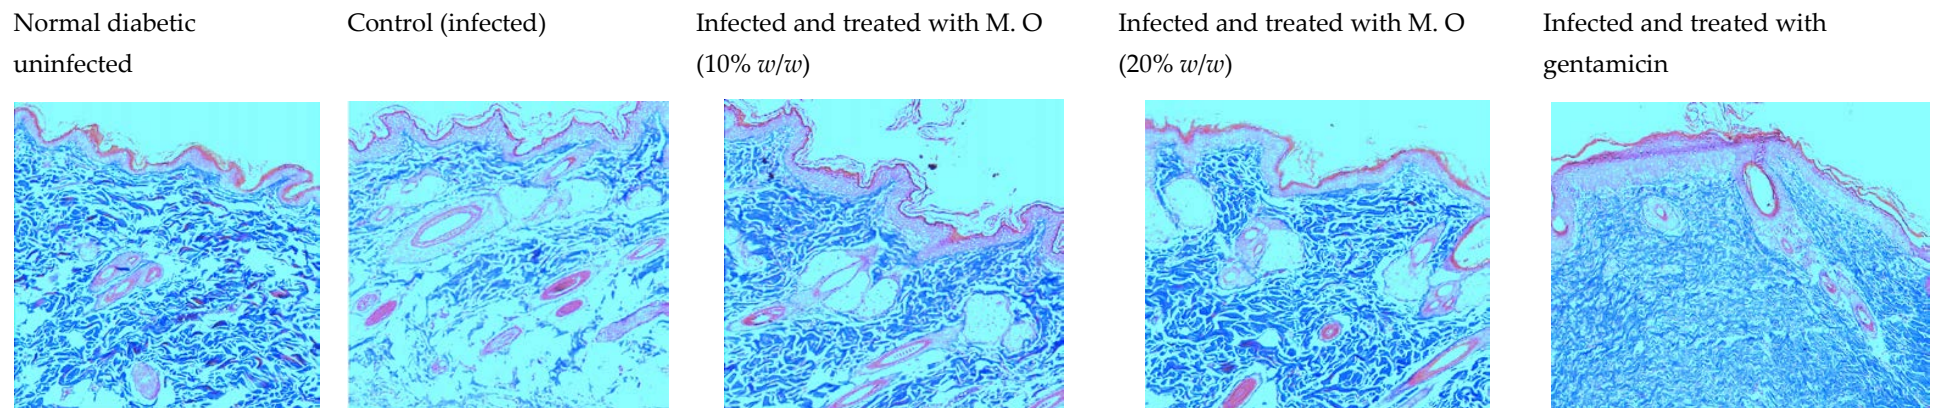 Normal diabetic
uninfected
Control (infected)
Infected and treated with M. O
(10% w/w)
Infected and treated with M. O
(20% w/w)
Infected and treated with
gentamicin